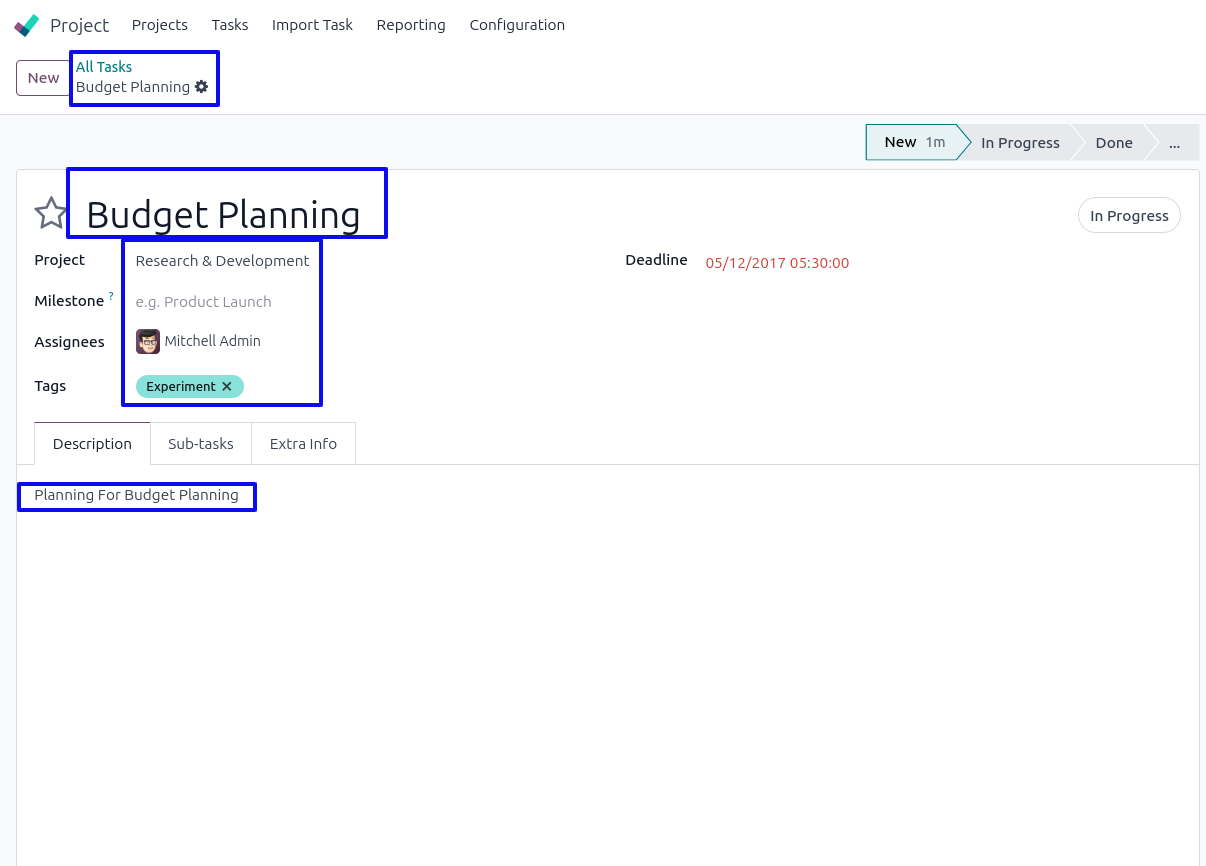 Project Projects Tasks Import Task Reporting Configuration
New
All Tasks
Budget Planning
New 1m In Progress Done ...
Budget Planning
In Progress
Project Research & Development
Deadline 05/12/2017 05:30:00
Milestone ? e.g. Product Launch
Assignees Mitchell Admin
Tags Experiment ✕
Description Sub-tasks Extra Info
Planning For Budget Planning